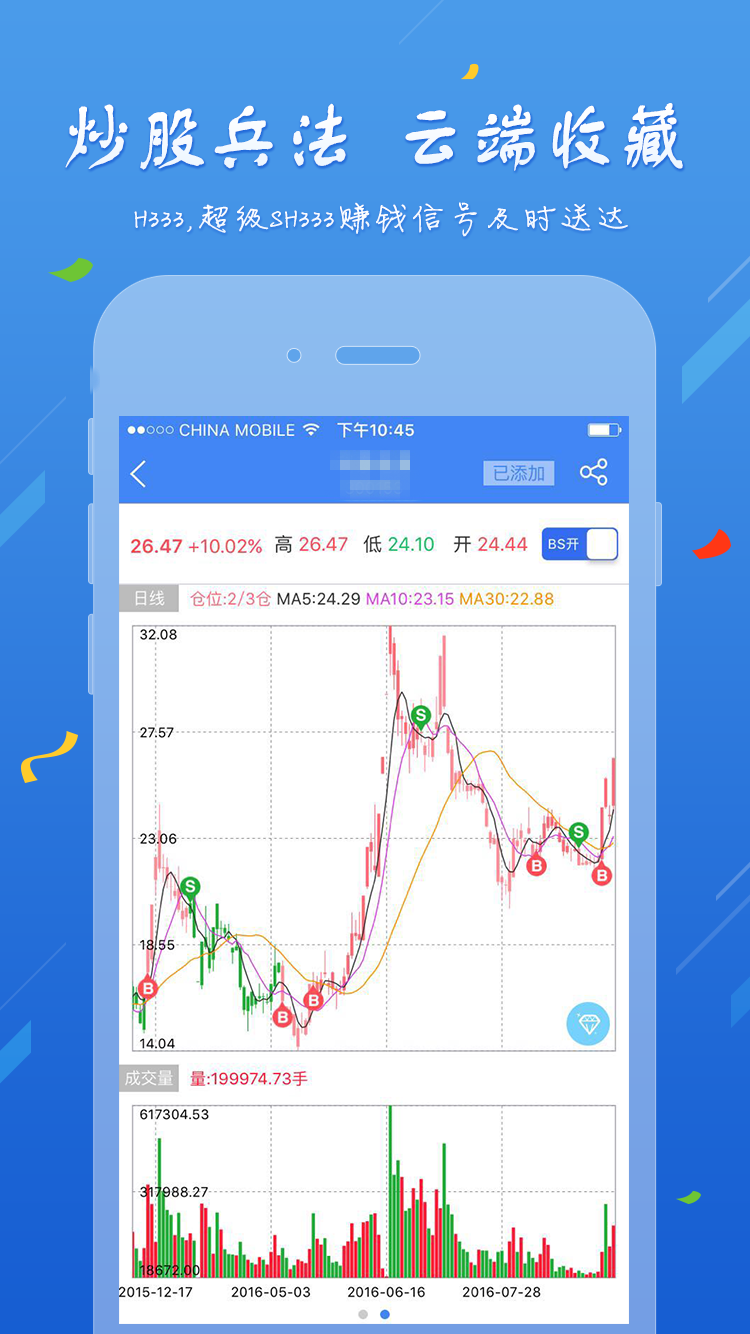 炒股兵法 云端收藏
H333,超级SH333赚钱信号及时送达
CHINA MOBILE 下午10:45
已添加
26.47 +10.02% 高 26.47 低 24.10 开 24.44 BS开
日线 仓位:2/3仓 MA5:24.29 MA10:23.15 MA30:22.88
32.08
S
27.57
23.06
S
B
B
S
18.55
B
B
B
14.04
成交量 量:199974.73手
617304.53
317988.27
18672.00
2015-12-17 2016-05-03 2016-06-16 2016-07-28